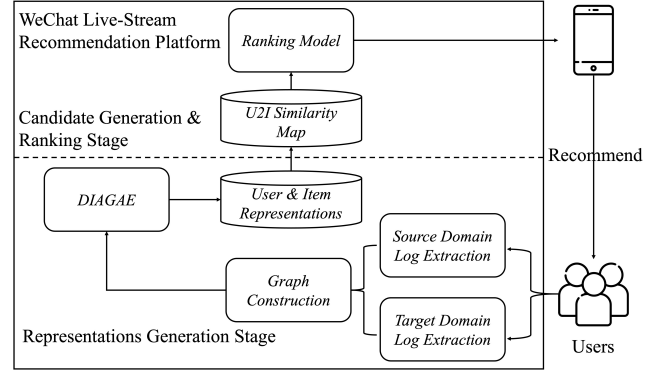 WeChat Live-Stream
Recommendation Platform
Ranking Model
Candidate Generation &
Ranking Stage
U2I Similarity
Map
Recommend
DIAGAE
User & Item
Representations
Source Domain
Log Extraction
Graph
Construction
Target Domain
Log Extraction
Representations Generation Stage
Users